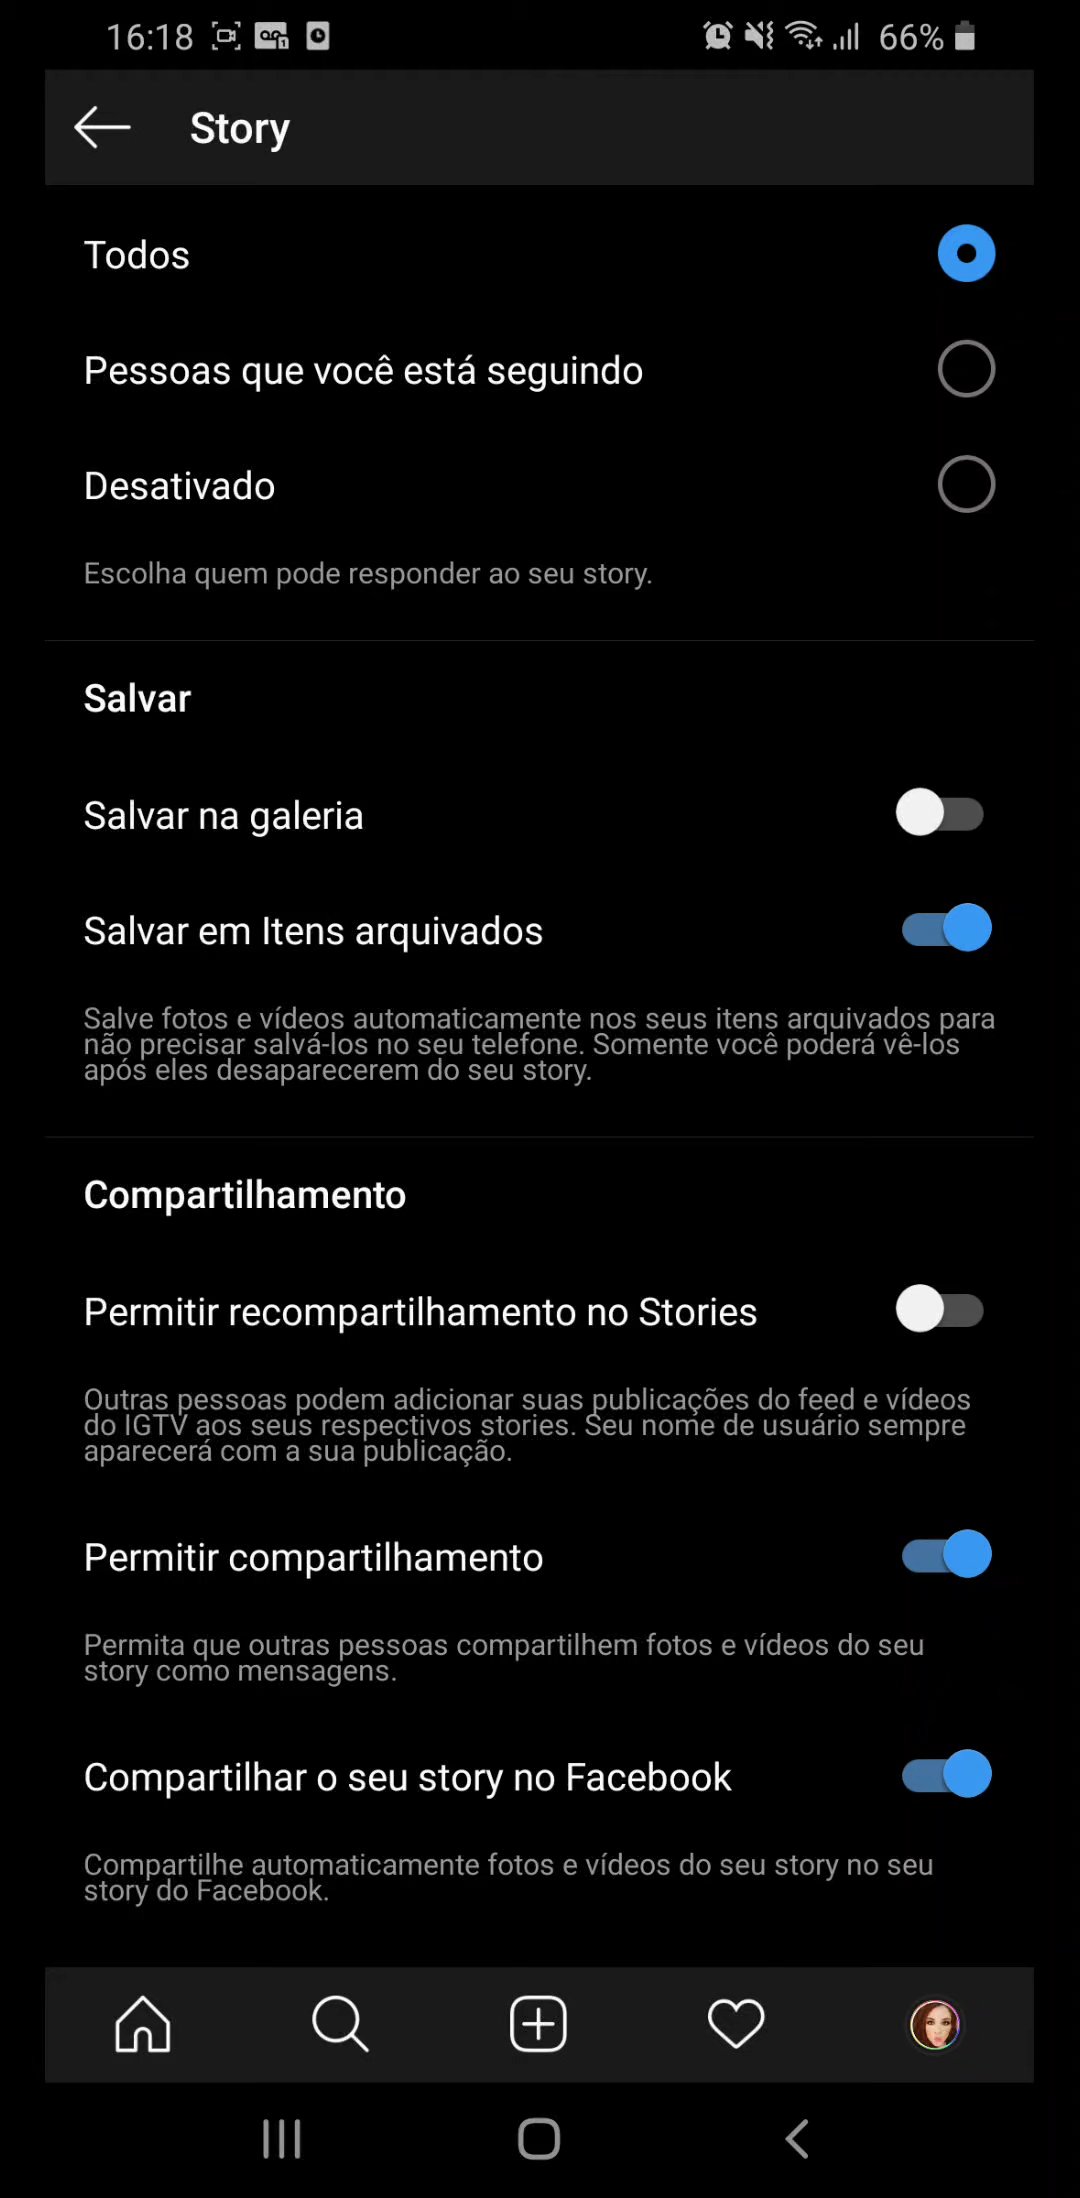 16:18 66%
Story
Todos
Pessoas que você está seguindo
Desativado
Escolha quem pode responder ao seu story.
Salvar
Salvar na galeria
Salvar em Itens arquivados
Salve fotos e vídeos automaticamente nos seus itens arquivados para
não precisar salvá-los no seu telefone. Somente você poderá vê-los
após eles desaparecerem do seu story.
Compartilhamento
Permitir recompartilhamento no Stories
Outras pessoas podem adicionar suas publicações do feed e vídeos
do IGTV aos seus respectivos stories. Seu nome de usuário sempre
aparecerá com a sua publicação.
Permitir compartilhamento
Permita que outras pessoas compartilhem fotos e vídeos do seu
story como mensagens.
Compartilhar o seu story no Facebook
Compartilhe automaticamente fotos e vídeos do seu story no seu
story do Facebook.